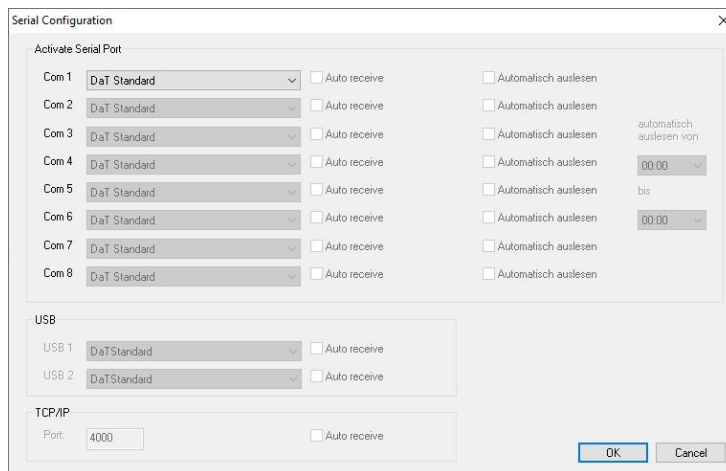 Serial Configuration
Activate Serial Port
Com 1 DaT Standard Auto receive Automatisch auslesen
Com 2 DaT Standard Auto receive Automatisch auslesen
Com 3 DaT Standard Auto receive Automatisch auslesen
automatisch
auslesen von
Com 4 DaT Standard Auto receive Automatisch auslesen 00:00
Com 5 DaT Standard Auto receive Automatisch auslesen bis
Com 6 DaT Standard Auto receive Automatisch auslesen 00:00
Com 7 DaT Standard Auto receive Automatisch auslesen
Com 8 DaT Standard Auto receive Automatisch auslesen
USB
USB 1 DaTStandard Auto receive
USB 2 DaTStandard Auto receive
TCP/IP
Port: 4000 Auto receive
OK Cancel